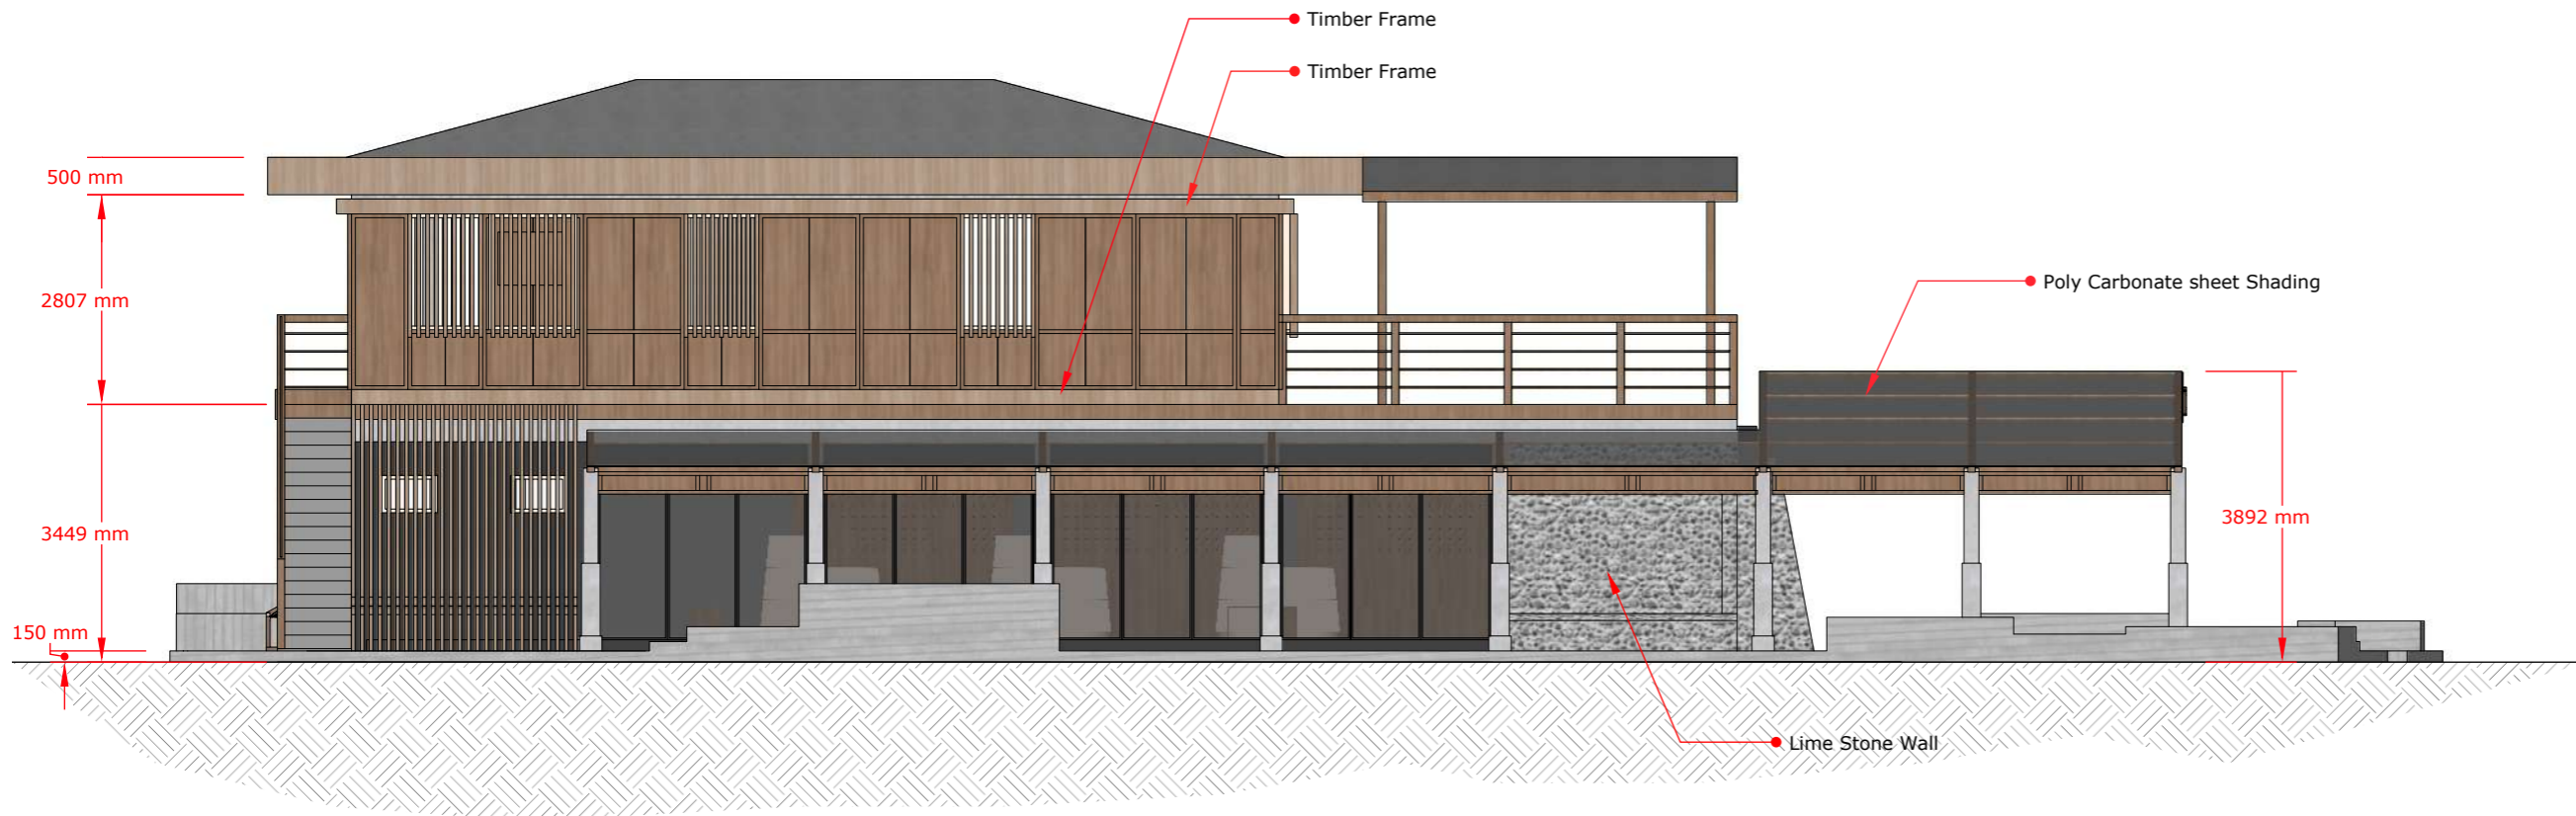 Timber Frame
Timber Frame
500 mm
2807 mm
Poly Carbonate sheet Shading
3449 mm
3892 mm
150 mm
Lime Stone Wall